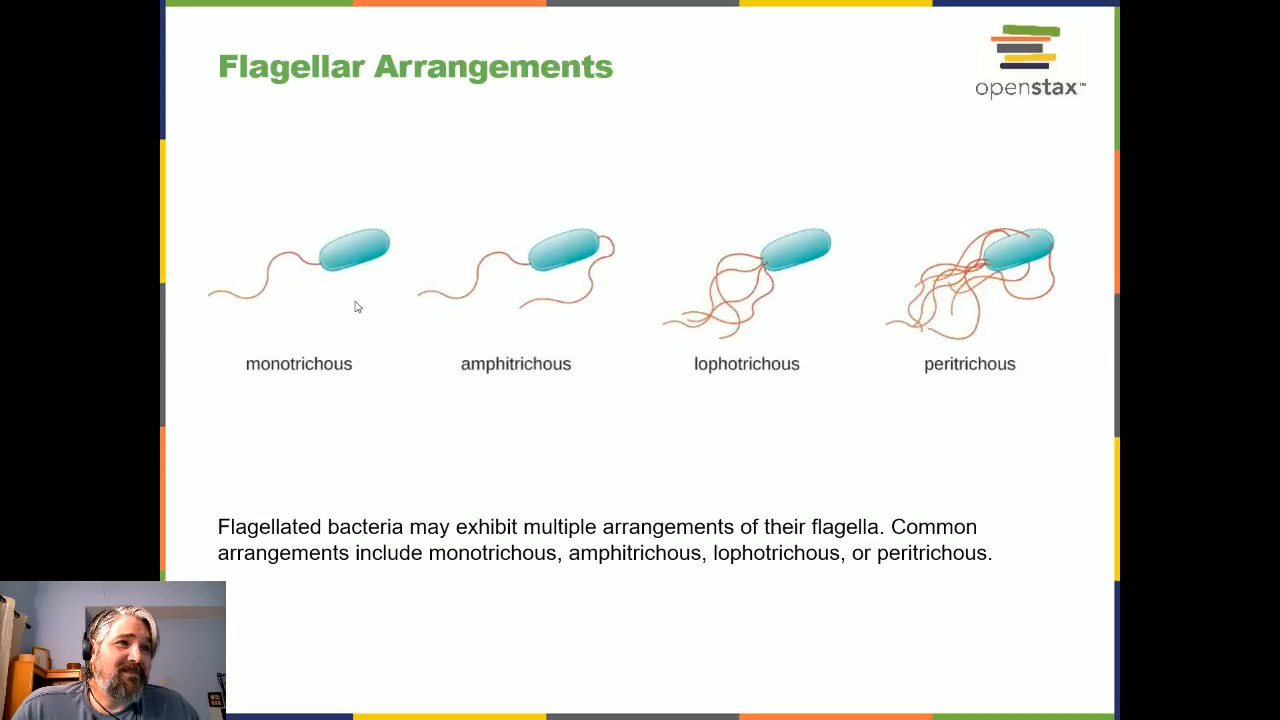 Flagellar Arrangements
openstax™
monotrichous
amphitrichous
lophotrichous
peritrichous
Flagellated bacteria may exhibit multiple arrangements of their flagella. Common
arrangements include monotrichous, amphitrichous, lophotrichous, or peritrichous.